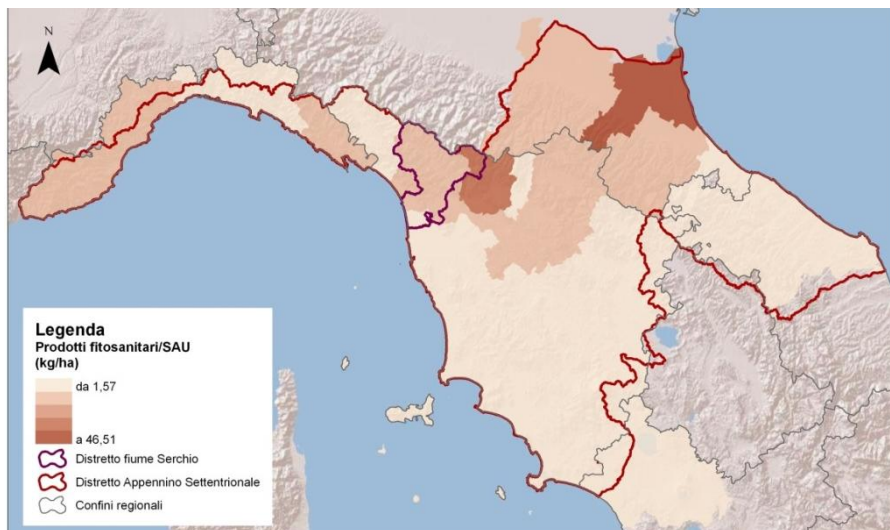 N
Legenda
Prodotti fitosanitari/SAU
(kg/ha)
da 1,57
a 46,51
Distretto fiume Serchio
Distretto Appennino Settentrionale
Confini regionali